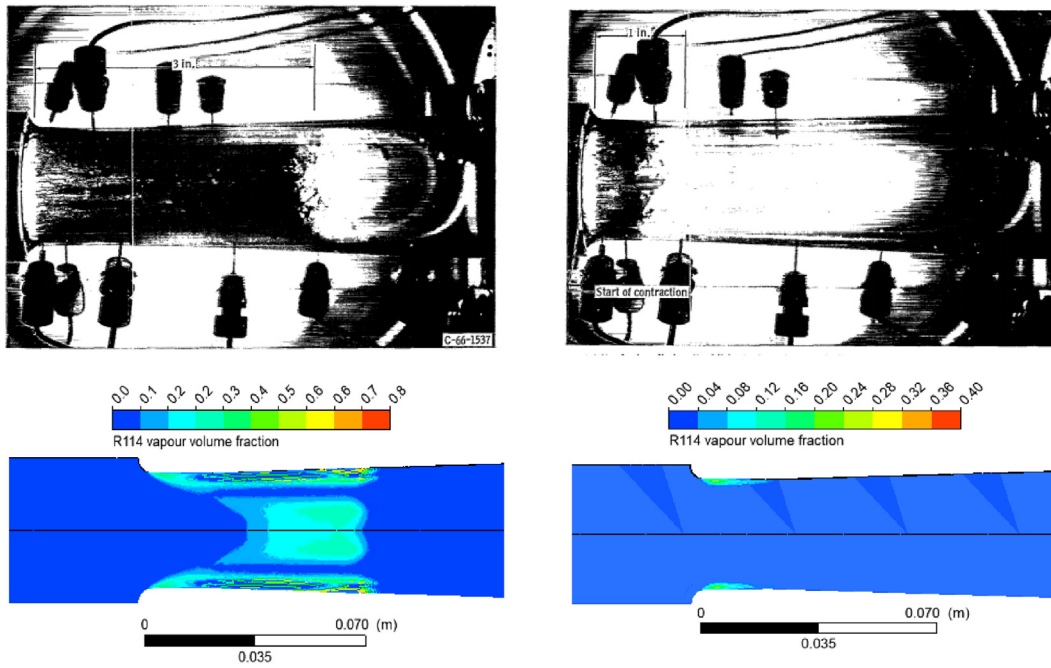 3 in.
C-66-1537
1 in.
Start of contraction
0.0 0.1 0.2 0.2 0.3 0.4 0.5 0.6 0.6 0.7 0.8
R114 vapour volume fraction
0 0.070 (m)
0.035
0.00 0.04 0.08 0.12 0.16 0.20 0.24 0.28 0.32 0.36 0.40
R114 vapour volume fraction
0 0.070 (m)
0.035